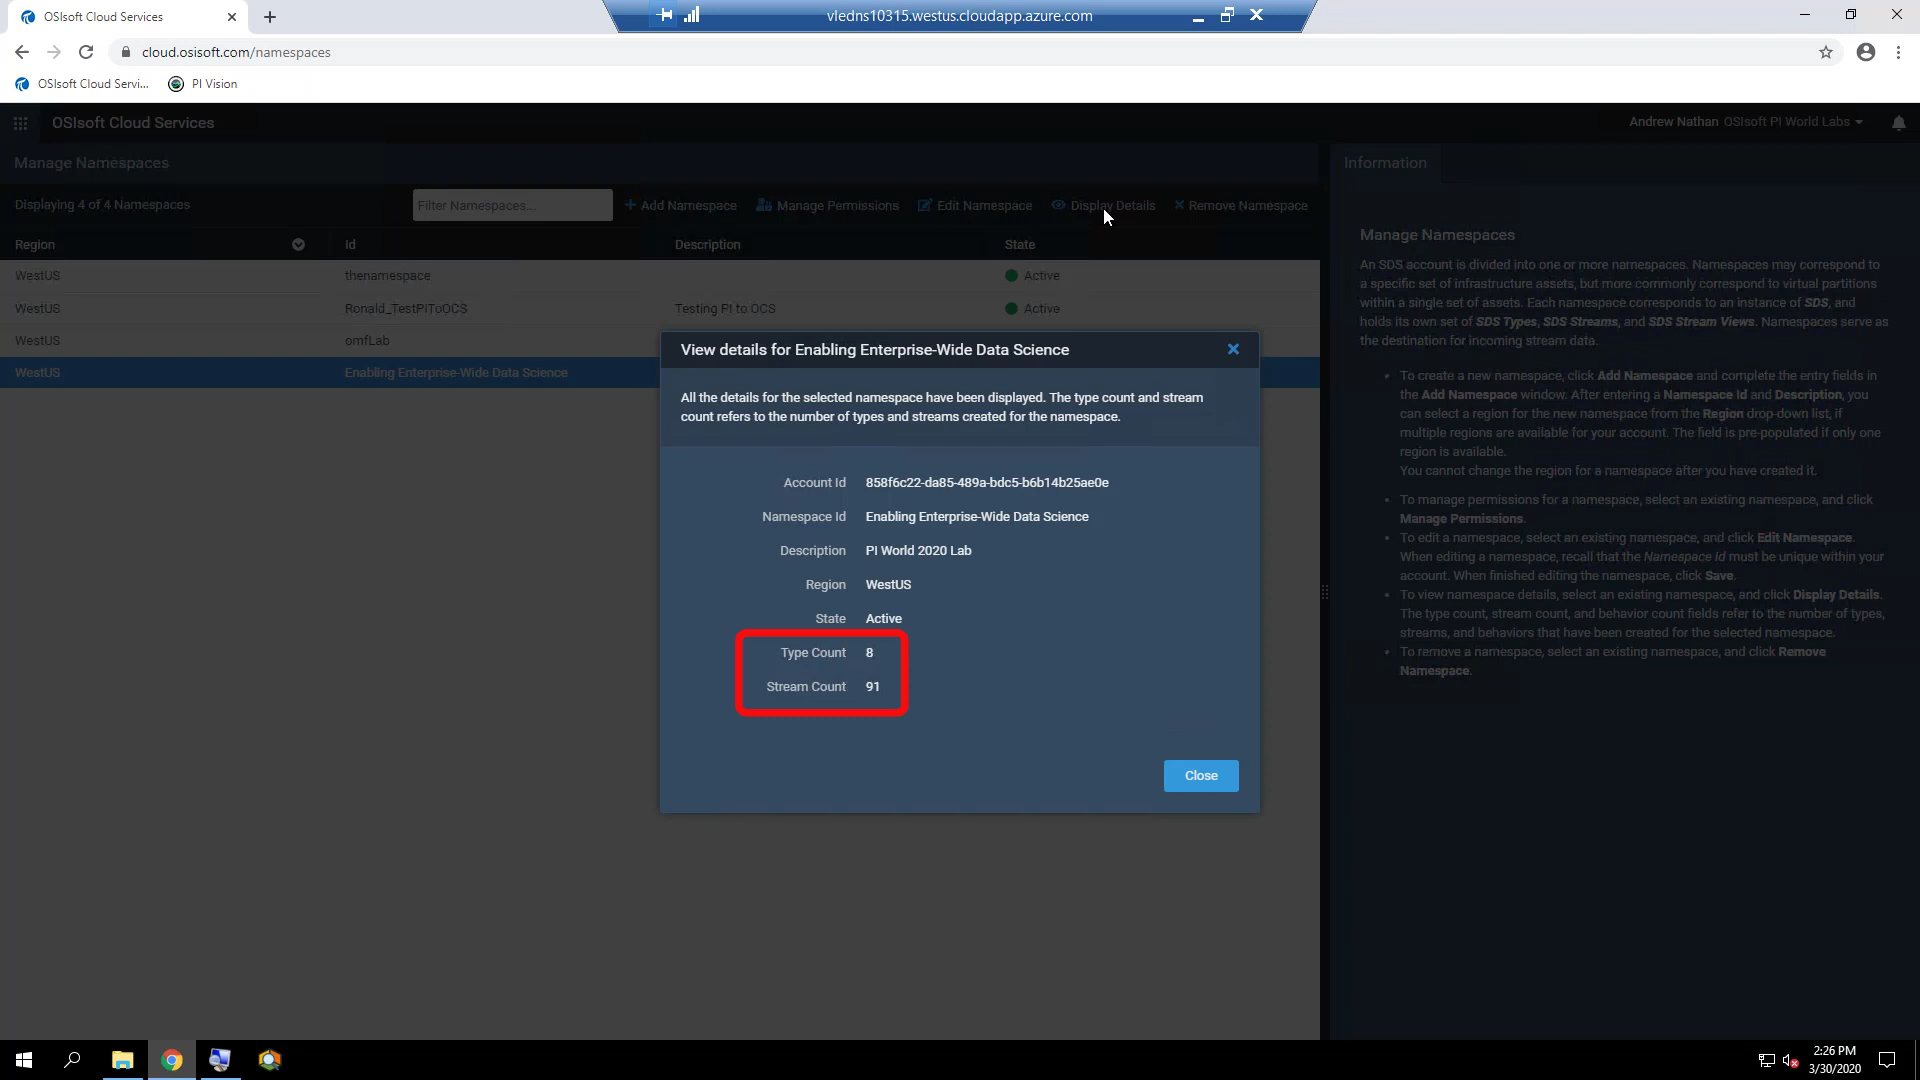 OSIsoft Cloud Services
vledns10315.westus.cloudapp.azure.com
cloud.osisoft.com/namespaces
OSIsoft Cloud Servi...
PI Vision
OSIsoft Cloud Services
Andrew Nathan OSIsoft PI World Labs
Manage Namespaces
Information
Displaying 4 of 4 Namespaces
Filter Namespaces...
Add Namespace
Manage Permissions
Edit Namespace
Display Details
Remove Namespace
Region Id Description State
WestUS thenamespace Active
WestUS Ronald_TestPIToOCS Testing PI to OCS Active
WestUS omfLab
WestUS Enabling Enterprise-Wide Data Science
View details for Enabling Enterprise-Wide Data Science
All the details for the selected namespace have been displayed. The type count and stream
count refers to the number of types and streams created for the namespace.
Account Id 858f6c22-da85-489a-bdc5-b6b14b25ae0e
Namespace Id Enabling Enterprise-Wide Data Science
Description PI World 2020 Lab
Region WestUS
State Active
Type Count 8
Stream Count 91
Close
Manage Namespaces
An SDS account is divided into one or more namespaces. Namespaces may correspond to
a specific set of infrastructure assets, but more commonly correspond to virtual partitions
within a single set of assets. Each namespace corresponds to an instance of SDS, and
holds its own set of SDS Types, SDS Streams, and SDS Stream Views. Namespaces serve as
the destination for incoming stream data.
• To create a new namespace, click Add Namespace and complete the entry fields in
the Add Namespace window. After entering a Namespace Id and Description, you
can select a region for the new namespace from the Region drop-down list, if
multiple regions are available for your account. The field is pre-populated if only one
region is available.
You cannot change the region for a namespace after you have created it.
• To manage permissions for a namespace, select an existing namespace, and click
Manage Permissions.
• To edit a namespace, select an existing namespace, and click Edit Namespace.
When editing a namespace, recall that the Namespace Id must be unique within your
account. When finished editing the namespace, click Save.
• To view namespace details, select an existing namespace, and click Display Details.
The type count, stream count, and behavior count fields refer to the number of types,
streams, and behaviors that have been created for the selected namespace.
• To remove a namespace, select an existing namespace, and click Remove
Namespace.
2:26 PM
3/30/2020